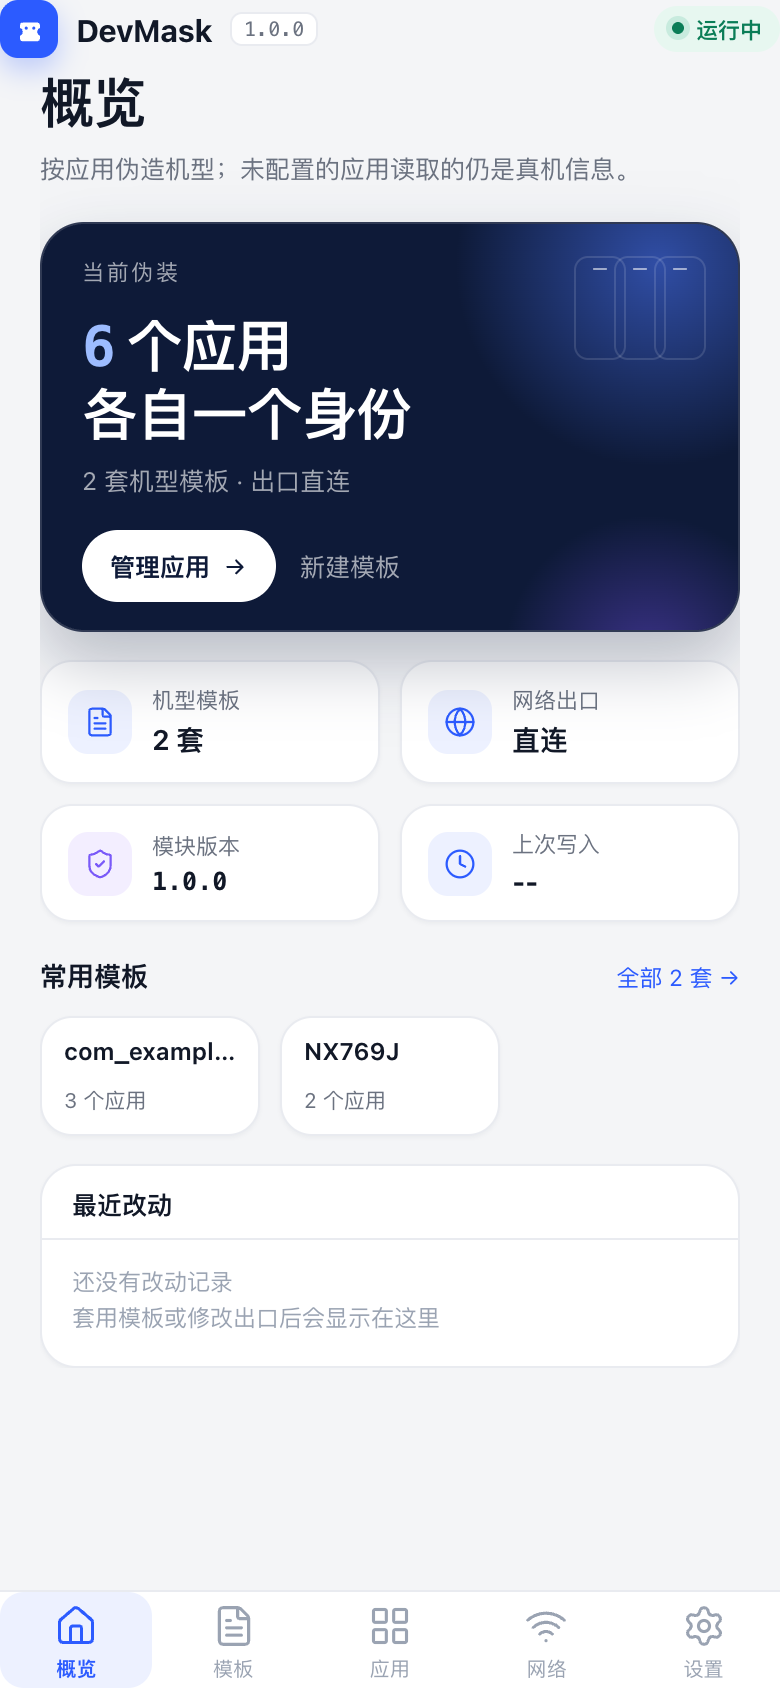 DevMask 1.0.0 运行中
概览
按应用伪造机型；未配置的应用读取的仍是真机信息。
当前伪装
6 个应用
各自一个身份
2 套机型模板 · 出口直连
管理应用 → 新建模板
机型模板
2 套
网络出口
直连
模块版本
1.0.0
上次写入
--
常用模板 全部 2 套 →
com_exampl...
3 个应用
NX769J
2 个应用
最近改动
还没有改动记录
套用模板或修改出口后会显示在这里
概览 模板 应用 网络 设置